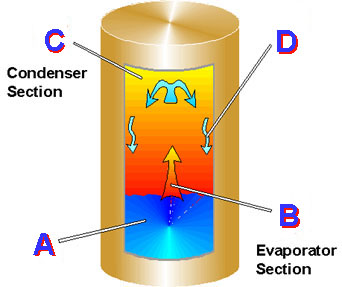 C
D
Condenser
Section
B
A
Evaporator
Section